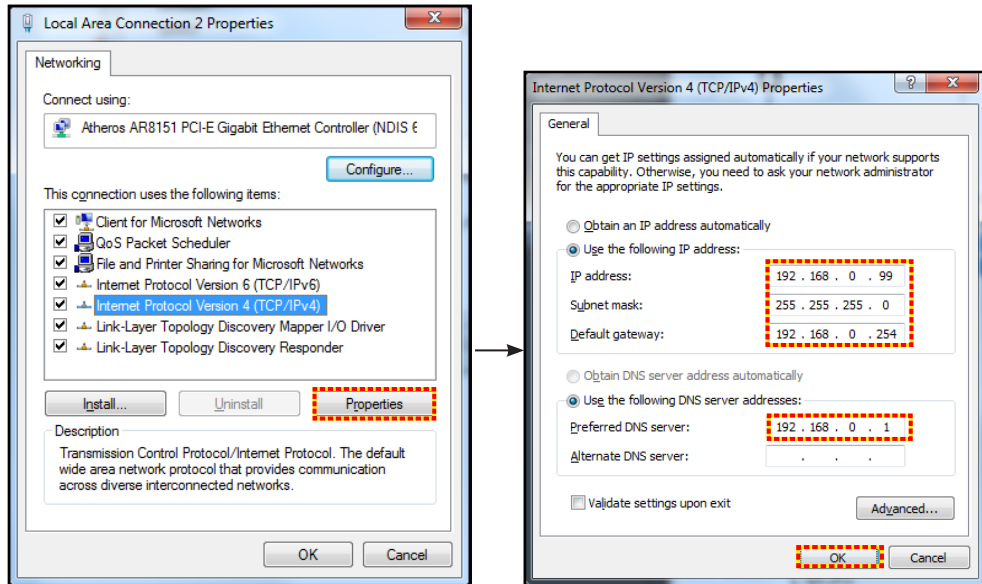 Local Area Connection 2 Properties
Networking
Connect using:
Atheros AR8151 PCI-E Gigabit Ethernet Controller (NDIS 6
Configure...
This connection uses the following items:
Client for Microsoft Networks
QoS Packet Scheduler
File and Printer Sharing for Microsoft Networks
Internet Protocol Version 6 (TCP/IPv6)
Internet Protocol Version 4 (TCP/IPv4)
Link-Layer Topology Discovery Mapper I/O Driver
Link-Layer Topology Discovery Responder
Install...
Uninstall
Properties
Description
Transmission Control Protocol/Internet Protocol. The default
wide area network protocol that provides communication
across diverse interconnected networks.
OK
Cancel
Internet Protocol Version 4 (TCP/IPv4) Properties
General
You can get IP settings assigned automatically if your network supports
this capability. Otherwise, you need to ask your network administrator
for the appropriate IP settings.
Obtain an IP address automatically
Use the following IP address:
IP address: 192 . 168 . 0 . 99
Subnet mask: 255 . 255 . 255 . 0
Default gateway: 192 . 168 . 0 . 254
Obtain DNS server address automatically
Use the following DNS server addresses:
Preferred DNS server: 192 . 168 . 0 . 1
Alternate DNS server: . . .
Validate settings upon exit
Advanced...
OK
Cancel